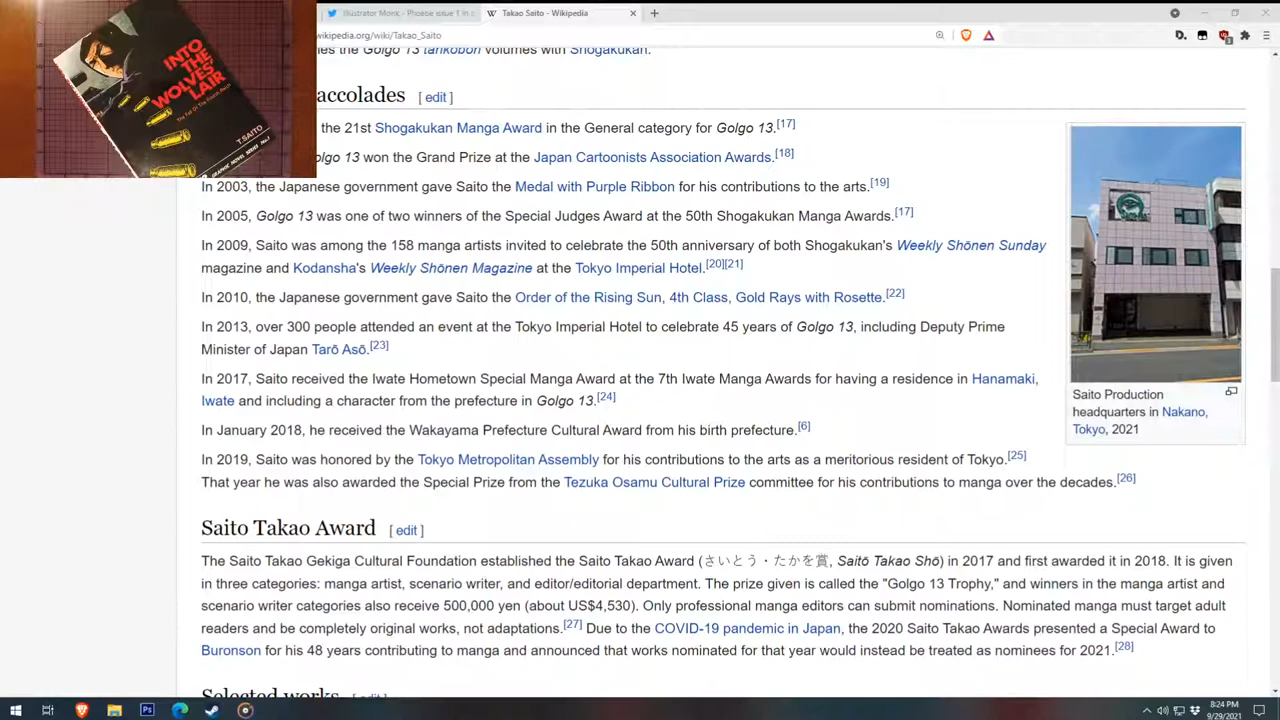 Illustrator Monk - Phoebe issue 1 in c
W Takao Saito - Wikipedia
wikipedia.org/wiki/Takao_Saito
INTO
THE
WOLVES'
LAIR
The Fall Of The Fourth Reich
T.SAITO
GRAPHIC NOVEL SERIES No.1
the Golgo 13 tankōbon volumes with Shogakukan.
accolades [ edit ]
the 21st Shogakukan Manga Award in the General category for Golgo 13.[17]
13 won the Grand Prize at the Japan Cartoonists Association Awards.[18]
In 2003, the Japanese government gave Saito the Medal with Purple Ribbon for his contributions to the arts.[19]
In 2005, Golgo 13 was one of two winners of the Special Judges Award at the 50th Shogakukan Manga Awards.[17]
In 2009, Saito was among the 158 manga artists invited to celebrate the 50th anniversary of both Shogakukan's Weekly Shōnen Sunday
magazine and Kodansha's Weekly Shōnen Magazine at the Tokyo Imperial Hotel.[20][21]
In 2010, the Japanese government gave Saito the Order of the Rising Sun, 4th Class, Gold Rays with Rosette.[22]
In 2013, over 300 people attended an event at the Tokyo Imperial Hotel to celebrate 45 years of Golgo 13, including Deputy Prime
Minister of Japan Tarō Asō.[23]
In 2017, Saito received the Iwate Hometown Special Manga Award at the 7th Iwate Manga Awards for having a residence in Hanamaki,
Iwate and including a character from the prefecture in Golgo 13.[24]
In January 2018, he received the Wakayama Prefecture Cultural Award from his birth prefecture.[6]
In 2019, Saito was honored by the Tokyo Metropolitan Assembly for his contributions to the arts as a meritorious resident of Tokyo.[25]
That year he was also awarded the Special Prize from the Tezuka Osamu Cultural Prize committee for his contributions to manga over the decades.[26]
Saito Production
headquarters in Nakano,
Tokyo, 2021
Saito Takao Award [ edit ]
The Saito Takao Gekiga Cultural Foundation established the Saito Takao Award (さいとう・たかを賞, Saitō Takao Shō) in 2017 and first awarded it in 2018. It is given
in three categories: manga artist, scenario writer, and editor/editorial department. The prize given is called the "Golgo 13 Trophy," and winners in the manga artist and
scenario writer categories also receive 500,000 yen (about US$4,530). Only professional manga editors can submit nominations. Nominated manga must target adult
readers and be completely original works, not adaptations.[27] Due to the COVID-19 pandemic in Japan, the 2020 Saito Takao Awards presented a Special Award to
Buronson for his 48 years contributing to manga and announced that works nominated for that year would instead be treated as nominees for 2021.[28]
Selected works [ edit ]
8:24 PM
9/29/2021